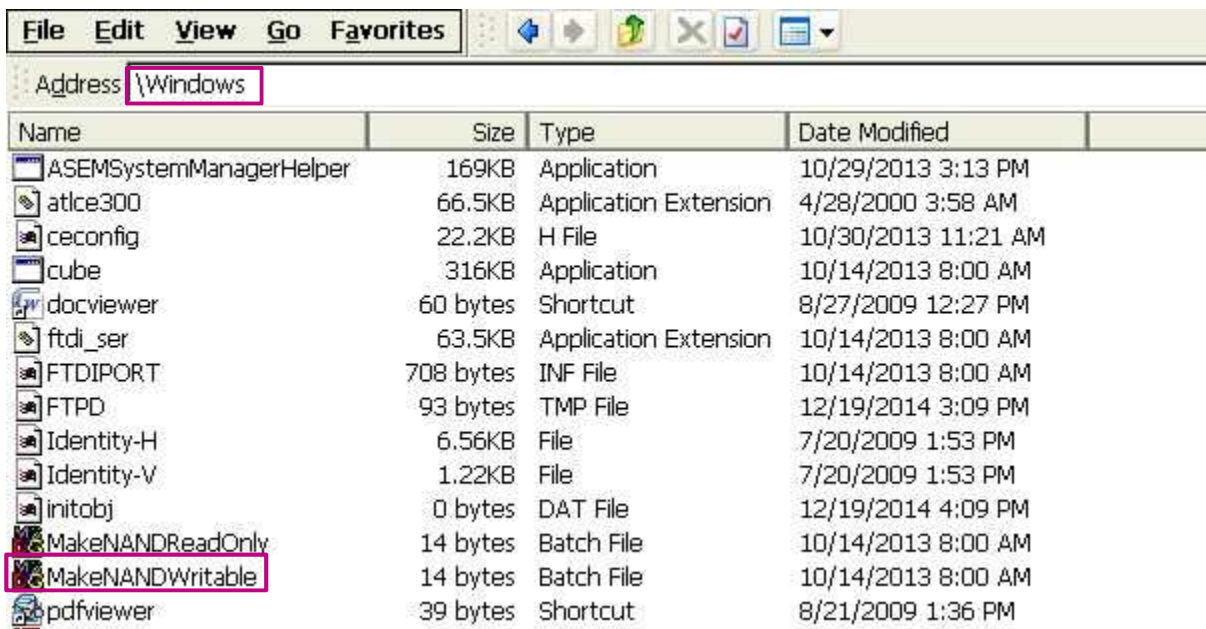 File Edit View Go Favorites
Address \Windows
Name Size Type Date Modified
ASEMSystemManagerHelper 169KB Application 10/29/2013 3:13 PM
atlce300 66.5KB Application Extension 4/28/2000 3:58 AM
ceconfig 22.2KB H File 10/30/2013 11:21 AM
cube 316KB Application 10/14/2013 8:00 AM
docviewer 60 bytes Shortcut 8/27/2009 12:27 PM
ftdi_ser 63.5KB Application Extension 10/14/2013 8:00 AM
FTDIPORT 708 bytes INF File 10/14/2013 8:00 AM
FTPD 93 bytes TMP File 12/19/2014 3:09 PM
Identity-H 6.56KB File 7/20/2009 1:53 PM
Identity-V 1.22KB File 7/20/2009 1:53 PM
initobj 0 bytes DAT File 12/19/2014 4:09 PM
MakeNANDReadOnly 14 bytes Batch File 10/14/2013 8:00 AM
MakeNANDWritable 14 bytes Batch File 10/14/2013 8:00 AM
pdfviewer 39 bytes Shortcut 8/21/2009 1:36 PM